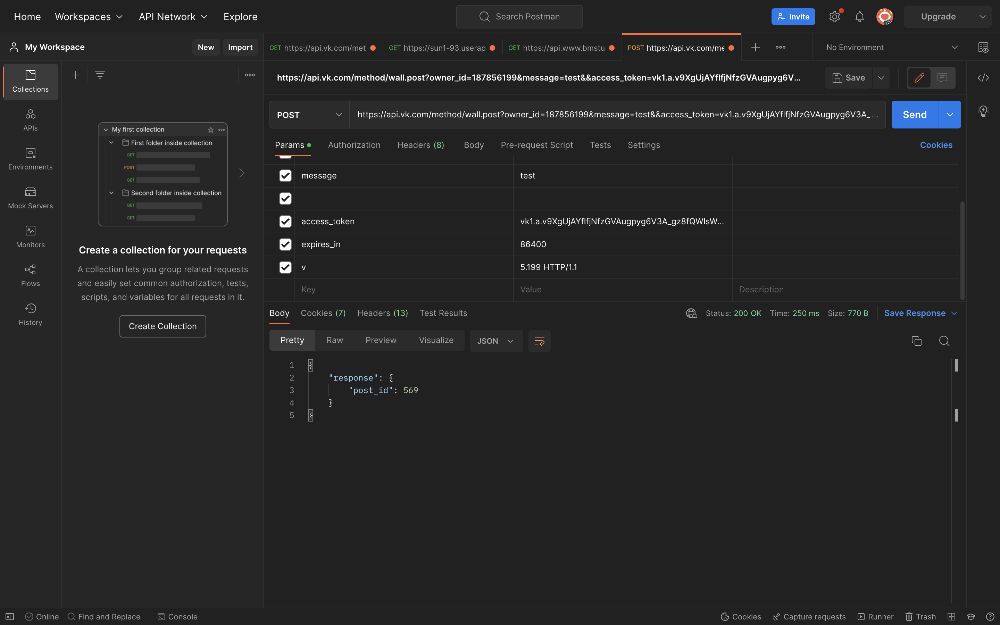 Home Workspaces API Network Explore
Search Postman
Invite
Upgrade
My Workspace
New Import
GET https://api.vk.com/met
GET https://sun1-93.userap
GET https://api.www.bmstu
POST https://api.vk.com/me
No Environment
Collections
APIs
Environments
Mock Servers
Monitors
Flows
History
My first collection
First folder inside collection
GET
POST
GET
Second folder inside collection
GET
GET
Create a collection for your requests
A collection lets you group related requests
and easily set common authorization, tests,
scripts, and variables for all requests in it.
Create Collection
https://api.vk.com/method/wall.post?owner_id=187856199&message=test&&access_token=vk1.a.v9XgUjAYflfjNfzGVAugpyg6V...
Save
POST
https://api.vk.com/method/wall.post?owner_id=187856199&message=test&&access_token=vk1.a.v9XgUjAYflfjNfzGVAugpyg6V3A_...
Send
Params Authorization Headers (8) Body Pre-request Script Tests Settings
Cookies
message test
access_token vk1.a.v9XgUjAYflfjNfzGVAugpyg6V3A_gz8fQWIsW...
expires_in 86400
v 5.199 HTTP/1.1
Key Value Description
Body Cookies (7) Headers (13) Test Results
Status: 200 OK Time: 250 ms Size: 770 B
Save Response
Pretty Raw Preview Visualize
JSON
1 {
2 "response": {
3 "post_id": 569
4 }
5 }
Online Find and Replace Console
Cookies Capture requests Runner Trash